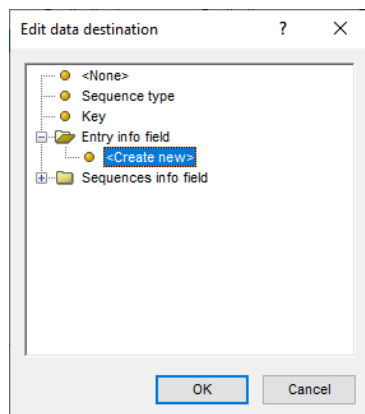 Edit data destination ?
<None>
Sequence type
Key
Entry info field
<Create new>
Sequences info field
OK Cancel